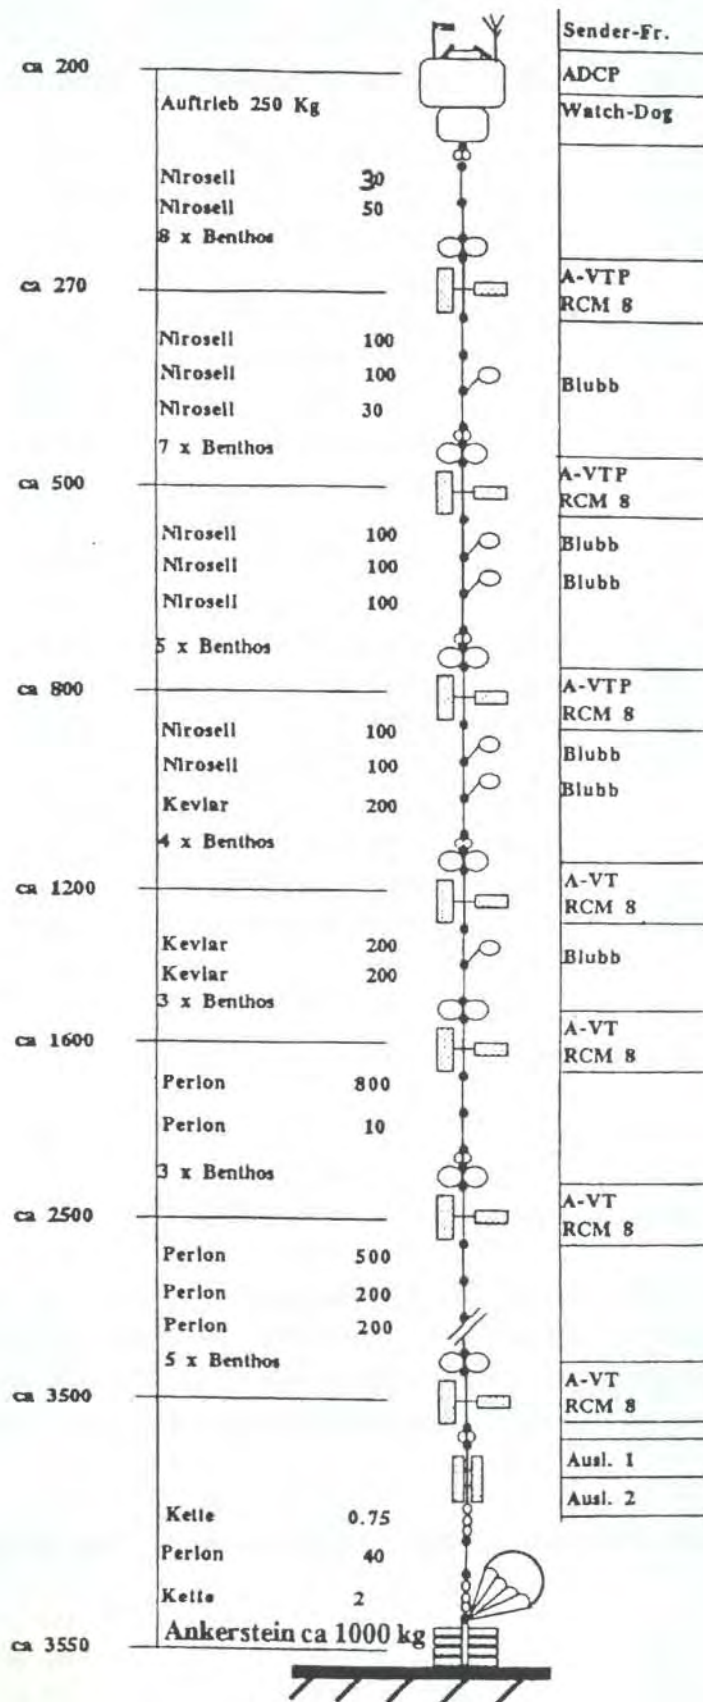 Sender-Fr.
ca 200
ADCP
Auftrieb 250 Kg
Watch-Dog
Nirosell 30
Nirosell 50
8 x Benthos
ca 270
A-VTP
RCM 8
Nirosell 100
Nirosell 100
Blubb
Nirosell 30
7 x Benthos
ca 500
A-VTP
RCM 8
Nirosell 100
Blubb
Nirosell 100
Blubb
Nirosell 100
5 x Benthos
ca 800
A-VTP
RCM 8
Nirosell 100
Blubb
Nirosell 100
Blubb
Kevlar 200
4 x Benthos
ca 1200
A-VT
RCM 8
Kevlar 200
Blubb
Kevlar 200
3 x Benthos
ca 1600
A-VT
RCM 8
Perlon 800
Perlon 10
3 x Benthos
ca 2500
A-VT
RCM 8
Perlon 500
Perlon 200
Perlon 200
5 x Benthos
ca 3500
A-VT
RCM 8
Ausl. 1
Ausl. 2
Kette 0.75
Perlon 40
Kette 2
Ankerstein ca 1000 kg
ca 3550